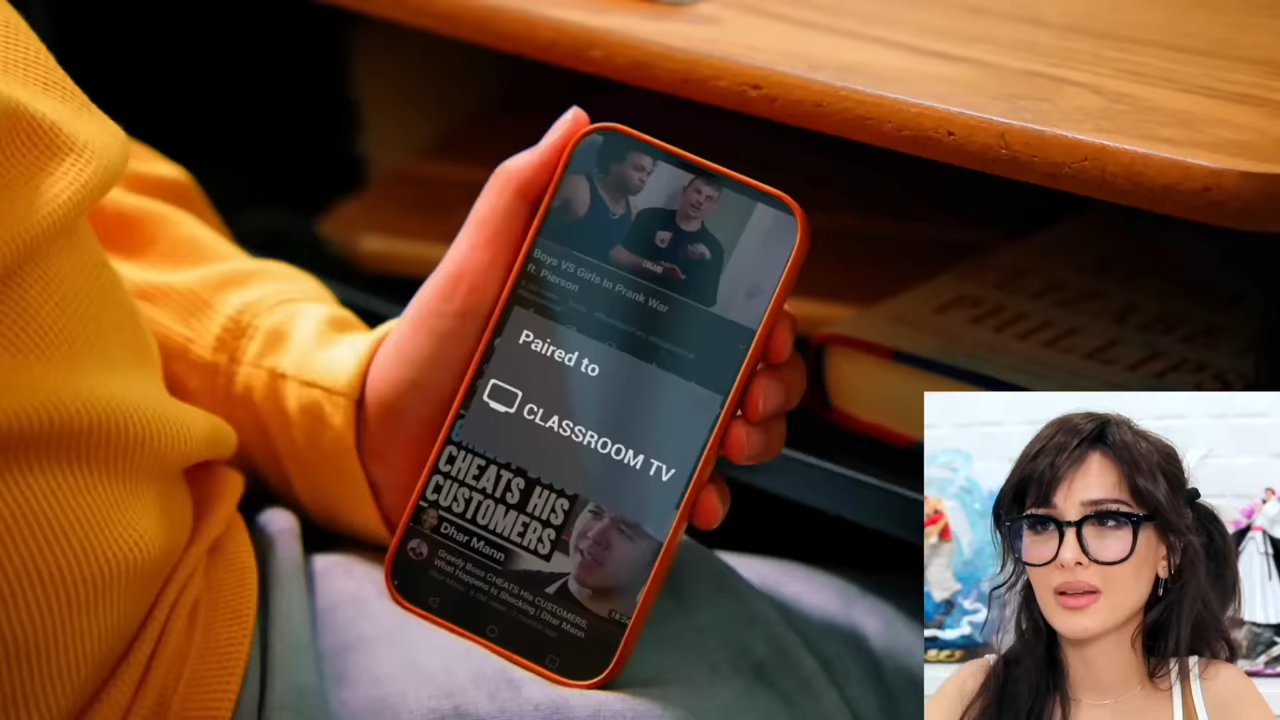 Boys VS Girls In Prank War
ft. Pierson
Paired to
CLASSROOM TV
CHEATS HIS
CUSTOMERS
Dhar Mann
Greedy Boss CHEATS His CUSTOMERS,
What Happens Is Shocking | Dhar Mann
PHILLIPS